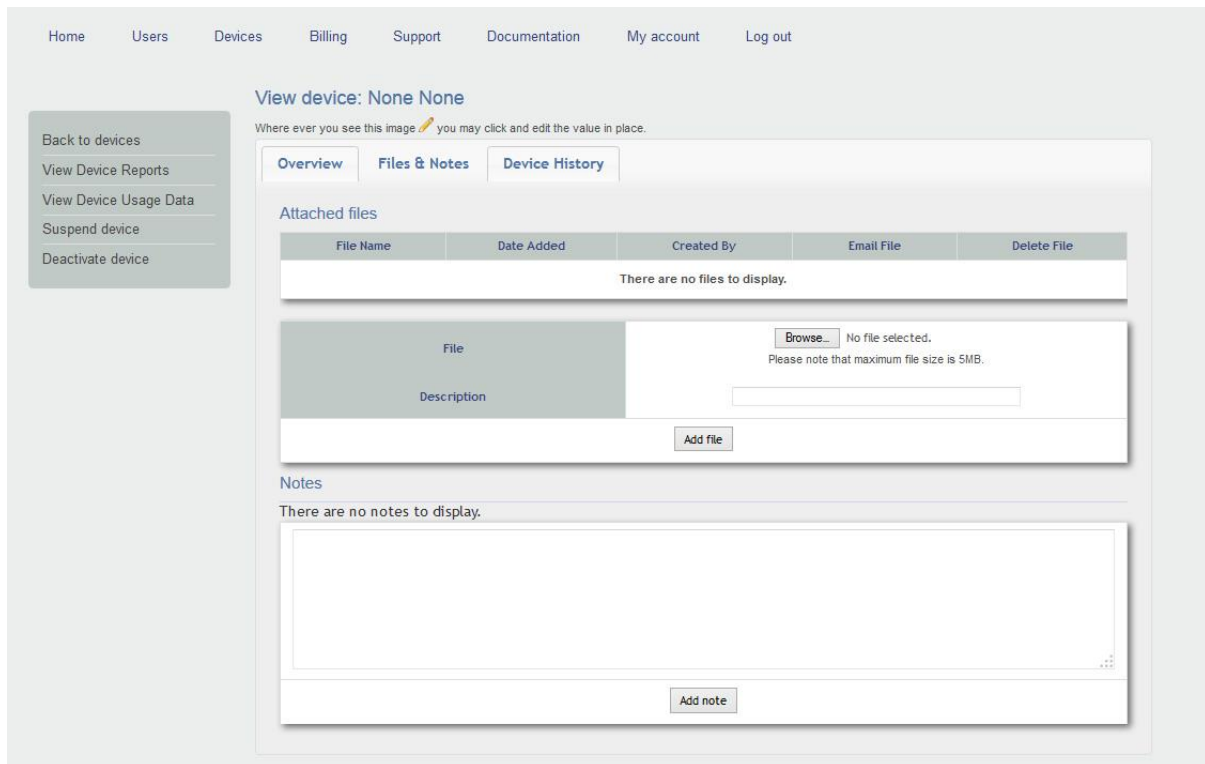 Home Users Devices Billing Support Documentation My account Log out
View device: None None
Where ever you see this image you may click and edit the value in place.
Back to devices
View Device Reports
View Device Usage Data
Suspend device
Deactivate device
Overview Files & Notes Device History
Attached files
File Name Date Added Created By Email File Delete File
There are no files to display.
File
Browse... No file selected.
Please note that maximum file size is 5MB.
Description
Add file
Notes
There are no notes to display.
Add note